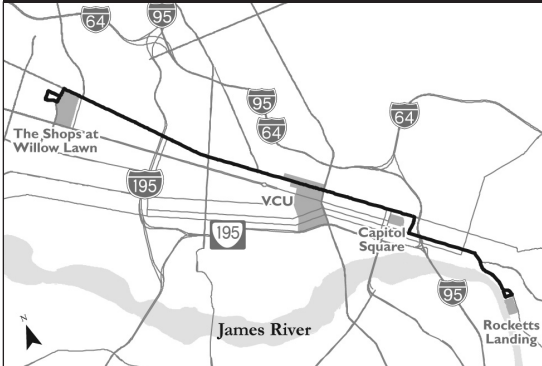 64
95
95
64
64
The Shops at
Willow Lawn
195
VCU
195
Capitol
Square
95
James River
Rocketts
Landing
N